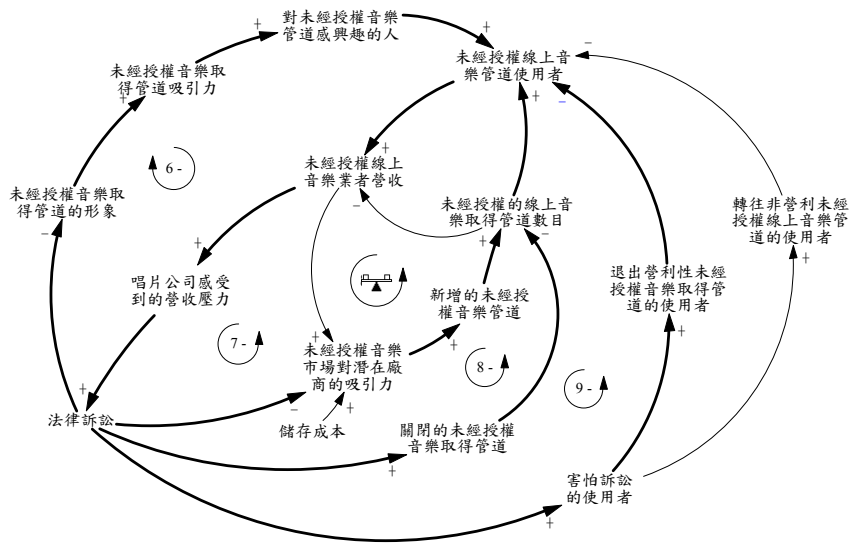 對未經授權音樂
管道感興趣的人
未經授權線上音
樂管道使用者
未經授權音樂取
得管道吸引力
6 -
未經授權線上
音樂業者營收
未經授權音樂取
得管道的形象
未經授權的線上音
樂取得管道數目
轉往非營利未經
授權線上音樂管
道的使用者
唱片公司感受
到的營收壓力
新增的未經授
權音樂管道
退出營利性未經
授權音樂取得管
道的使用者
7 -
未經授權音樂
市場對潛在廠
商的吸引力
8 -
9 -
法律訴訟
儲存成本
關閉的未經授權
音樂取得管道
害怕訴訟
的使用者